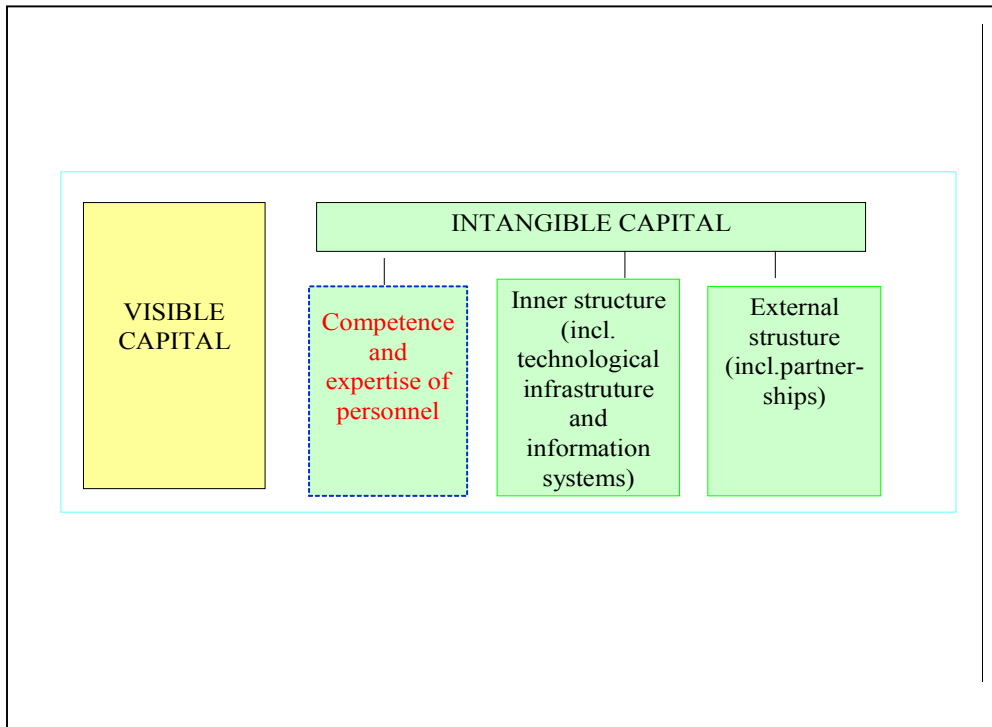 VISIBLE
CAPITAL
INTANGIBLE CAPITAL
Competence
and
expertise of
personnel
Inner structure
(incl.
technological
infrastruture
and
information
systems)
External
strusture
(incl.partner-
ships)